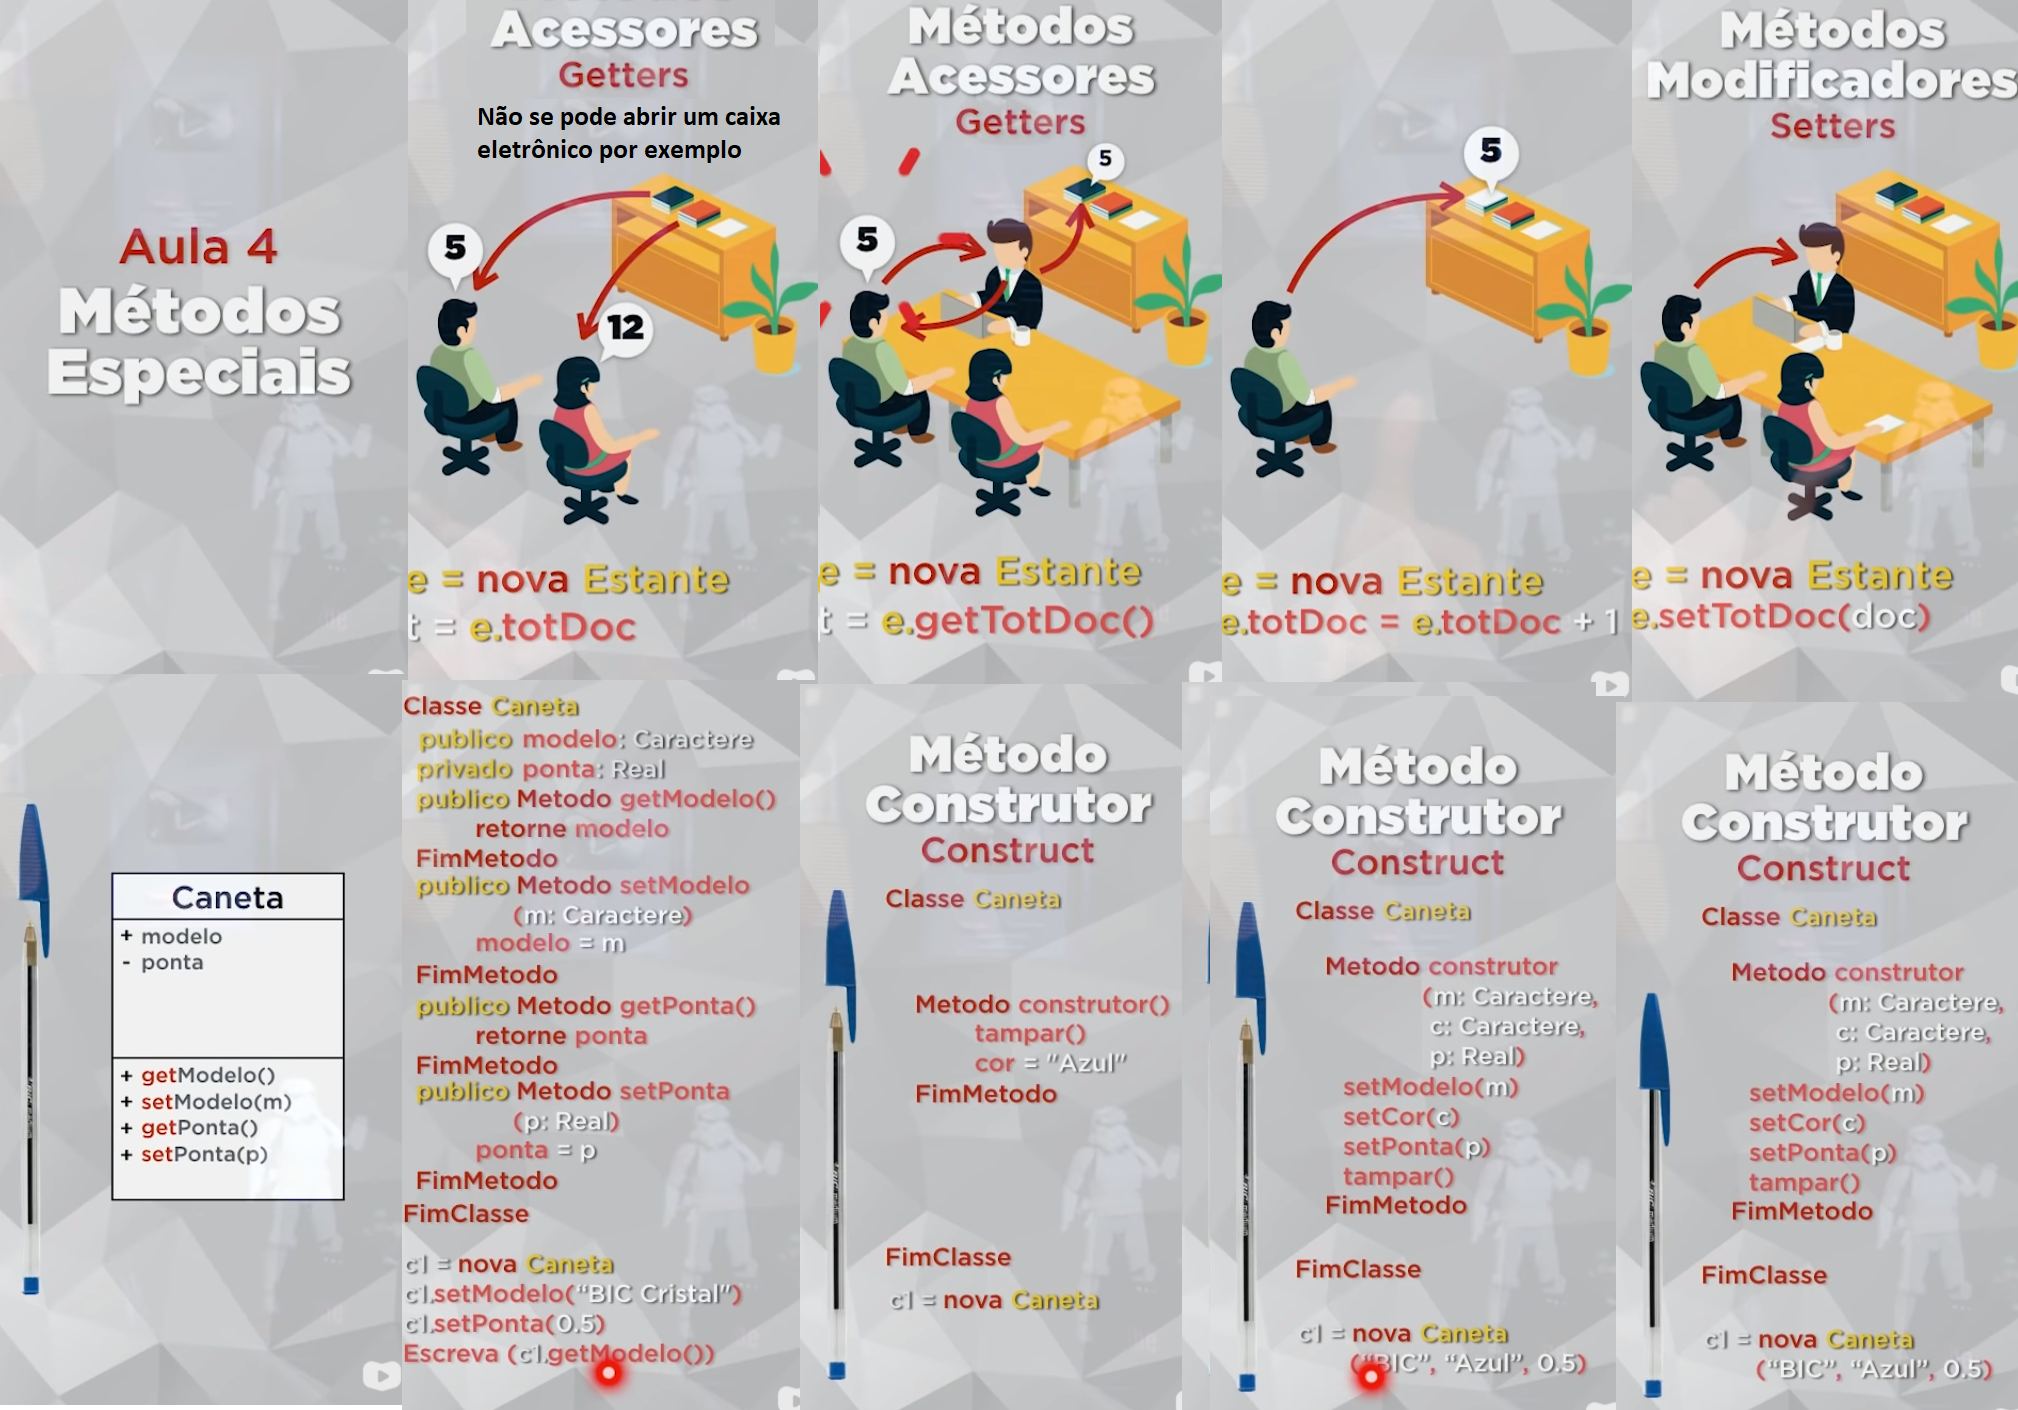 Aula 4
Métodos
Especiais
Acessores
Getters
Não se pode abrir um caixa
eletrônico por exemplo
5
12
e = nova Estante
t = e.totDoc
Métodos
Acessores
Getters
5
5
e = nova Estante
t = e.getTotDoc()
5
e = nova Estante
e.totDoc = e.totDoc + 1
Métodos
Modificadores
Setters
e = nova Estante
e.setTotDoc(doc)
Caneta
+ modelo
- ponta
+ getModelo()
+ setModelo(m)
+ getPonta()
+ setPonta(p)
Classe Caneta
publico modelo: Caractere
privado ponta: Real
publico Metodo getModelo()
retorne modelo
FimMetodo
publico Metodo setModelo
(m: Caractere)
modelo = m
FimMetodo
publico Metodo getPonta()
retorne ponta
FimMetodo
publico Metodo setPonta
(p: Real)
ponta = p
FimMetodo
FimClasse
c1 = nova Caneta
c1.setModelo("BIC Cristal")
c1.setPonta(0.5)
Escreva (c1.getModelo())
Método
Construtor
Construct
Classe Caneta
Metodo construtor()
tampar()
cor = "Azul"
FimMetodo
FimClasse
c1 = nova Caneta
Método
Construtor
Construct
Classe Caneta
Metodo construtor
(m: Caractere,
c: Caractere,
p: Real)
setModelo(m)
setCor(c)
setPonta(p)
tampar()
FimMetodo
FimClasse
c1 = nova Caneta
("BIC", "Azul", 0.5)
Método
Construtor
Construct
Classe Caneta
Metodo construtor
(m: Caractere,
c: Caractere,
p: Real)
setModelo(m)
setCor(c)
setPonta(p)
tampar()
FimMetodo
FimClasse
c1 = nova Caneta
("BIC", "Azul", 0.5)